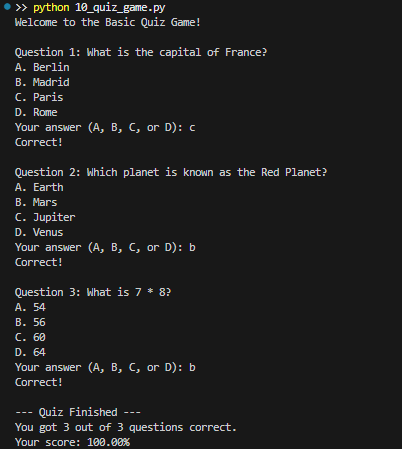 >> python 10_quiz_game.py
Welcome to the Basic Quiz Game!
Question 1: What is the capital of France?
A. Berlin
B. Madrid
C. Paris
D. Rome
Your answer (A, B, C, or D): c
Correct!
Question 2: Which planet is known as the Red Planet?
A. Earth
B. Mars
C. Jupiter
D. Venus
Your answer (A, B, C, or D): b
Correct!
Question 3: What is 7 * 8?
A. 54
B. 56
C. 60
D. 64
Your answer (A, B, C, or D): b
Correct!
--- Quiz Finished ---
You got 3 out of 3 questions correct.
Your score: 100.00%